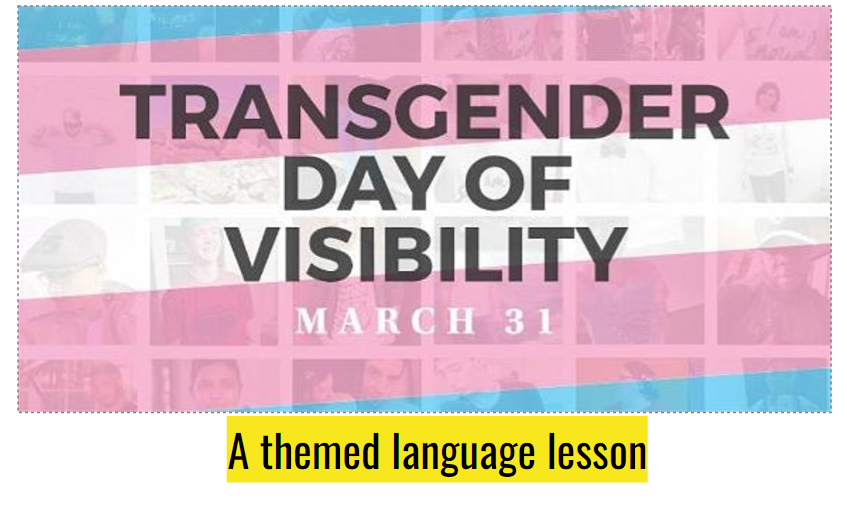 TRANSGENDER
DAY OF
VISIBILITY
MARCH 31
A themed language lesson